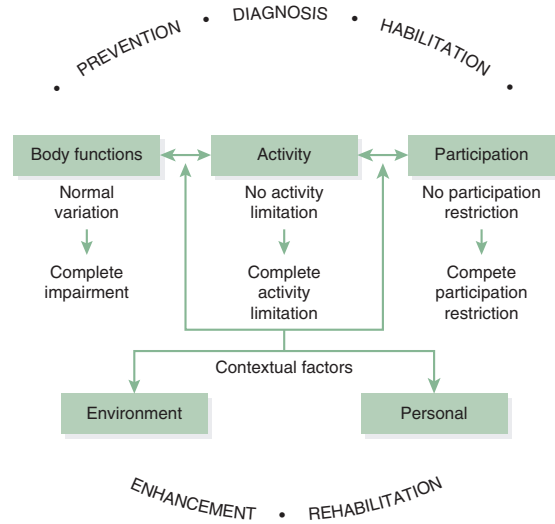 • PREVENTION • DIAGNOSIS • HABILITATION •
Body functions
Activity
Participation
Normal
variation
No activity
limitation
No participation
restriction
Complete
impairment
Complete
activity
limitation
Compete
participation
restriction
Contextual factors
Environment
Personal
ENHANCEMENT • REHABILITATION